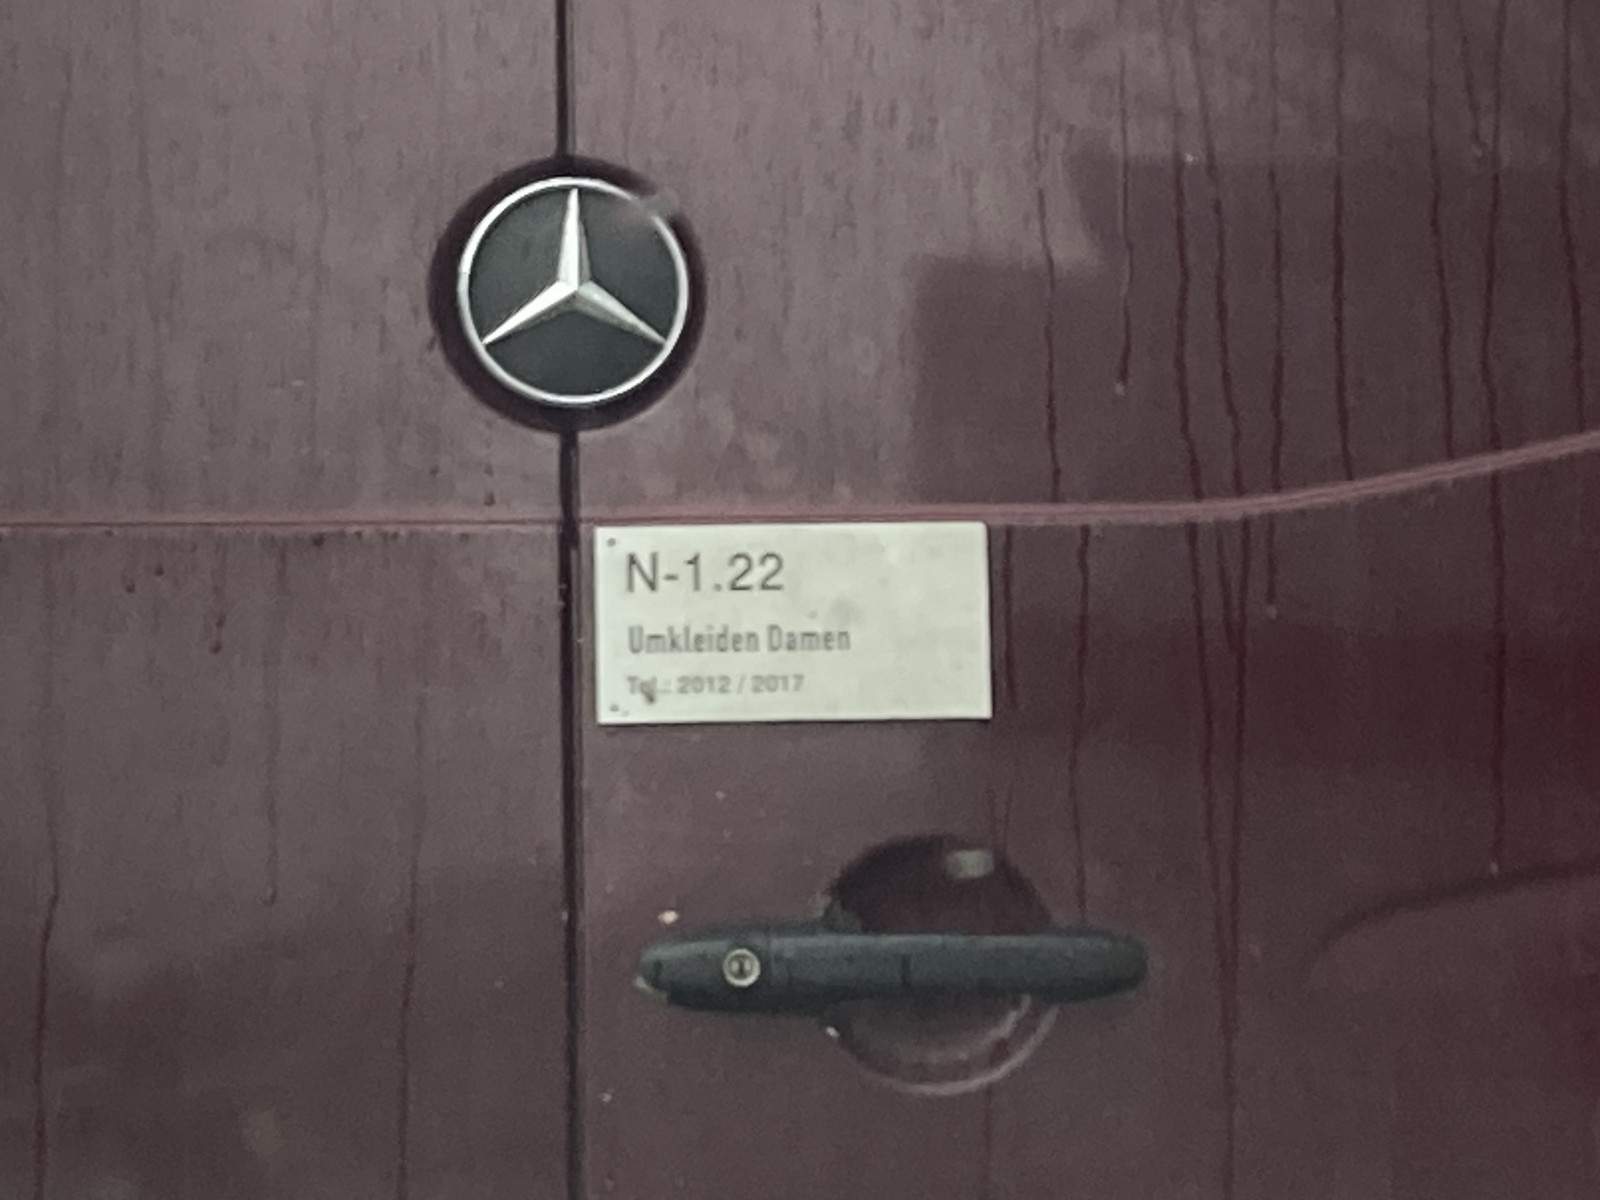 N-1.22
Umkleiden Damen
Tel.: 2012 / 2017